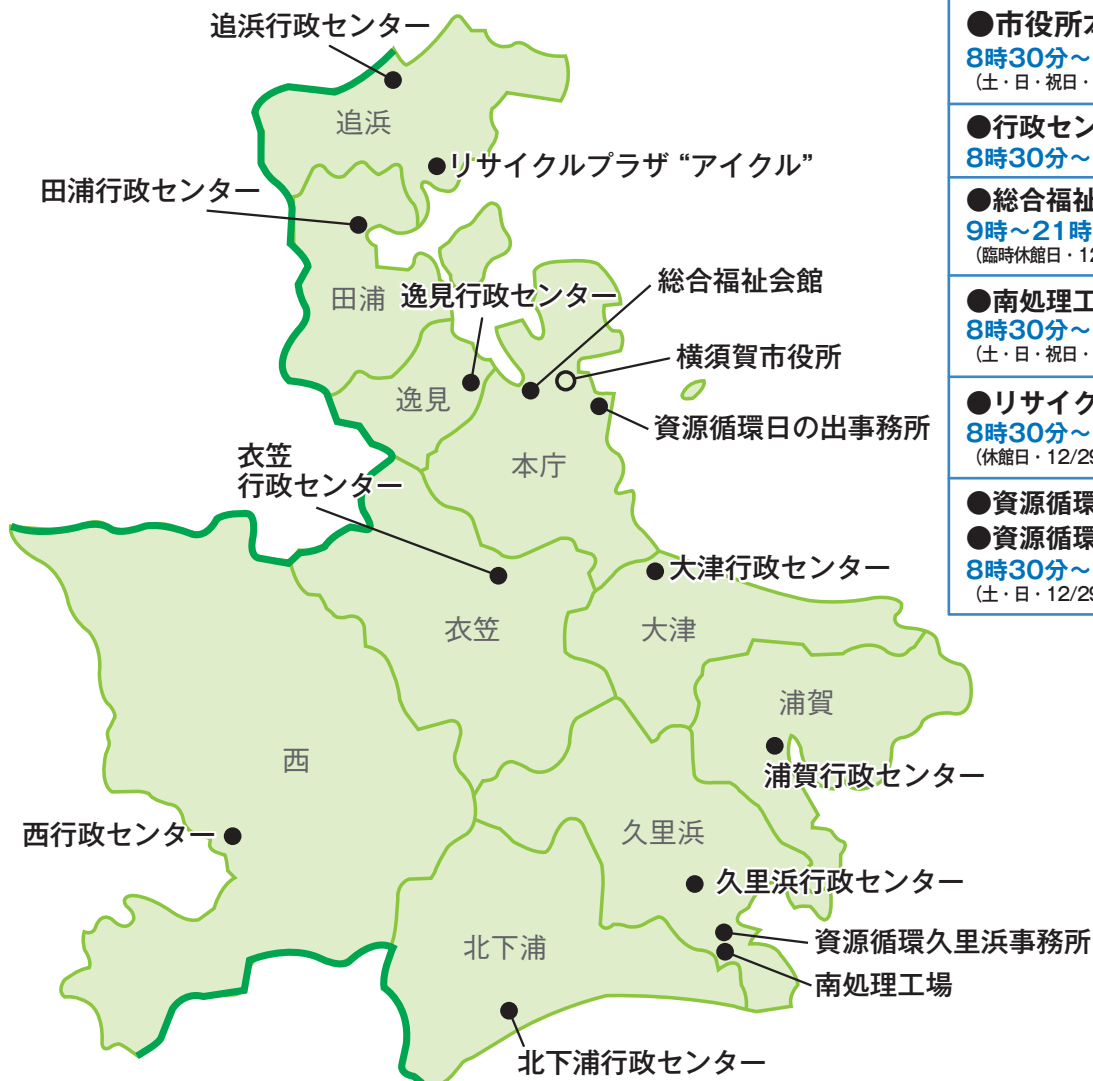 追浜行政センター
追浜
リサイクルプラザ “アイクル”
田浦行政センター
田浦
逸見行政センター
総合福祉会館
横須賀市役所
逸見
資源循環日の出事務所
本庁
衣笠
行政センター
大津行政センター
衣笠
大津
浦賀
浦賀行政センター
西
西行政センター
久里浜
久里浜行政センター
資源循環久里浜事務所
北下浦
南処理工場
北下浦行政センター
●市役所
8時30分～
(土・日・祝日・
●行政セン
8時30分～
●総合福祉
9時～21時
(臨時休館日・12
●南処理工
8時30分～
(土・日・祝日・
●リサイク
8時30分～
(休館日・12/29
●資源循環
●資源循環
8時30分～
(土・日・12/29